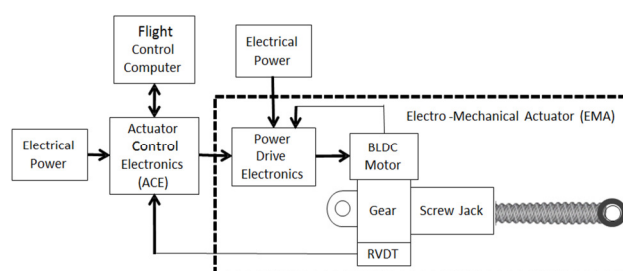 Flight
Control
Computer
Electrical
Power
Electro -Mechanical Actuator (EMA)
Electrical
Power
Actuator
Control
Electronics
(ACE)
Power
Drive
Electronics
BLDC
Motor
Gear
Screw Jack
RVDT